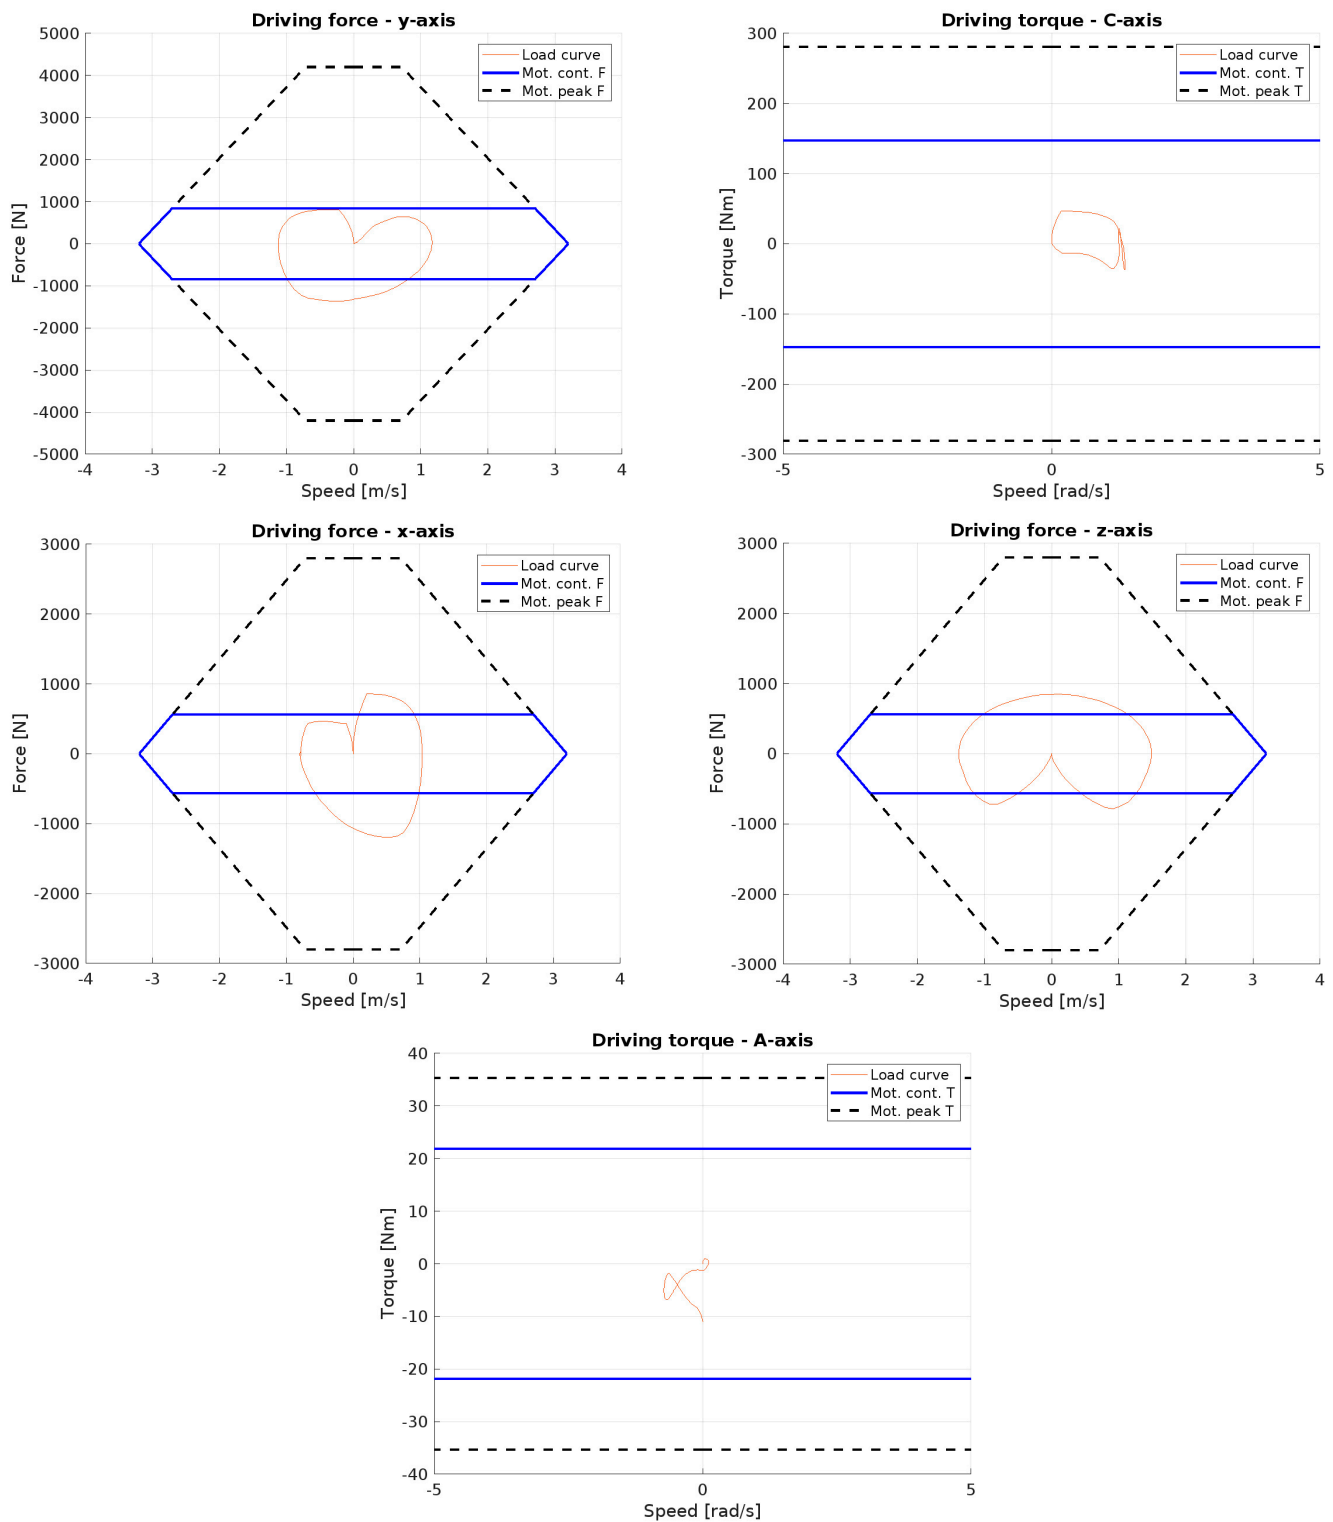 Driving force - y-axis
5000
4000
3000
2000
1000
0
-1000
-2000
-3000
-4000
-5000
Force [N]
Load curve
Mot. cont. F
Mot. peak F
-4 -3 -2 -1 0 1 2 3 4
Speed [m/s]
Driving torque - C-axis
300
200
100
0
-100
-200
-300
Torque [Nm]
Load curve
Mot. cont. T
Mot. peak T
-5 0 5
Speed [rad/s]
Driving force - x-axis
3000
2000
1000
0
-1000
-2000
-3000
Force [N]
Load curve
Mot. cont. F
Mot. peak F
-4 -3 -2 -1 0 1 2 3 4
Speed [m/s]
Driving force - z-axis
3000
2000
1000
0
-1000
-2000
-3000
Force [N]
Load curve
Mot. cont. F
Mot. peak F
-4 -3 -2 -1 0 1 2 3 4
Speed [m/s]
Driving torque - A-axis
40
30
20
10
0
-10
-20
-30
-40
Torque [Nm]
Load curve
Mot. cont. T
Mot. peak T
-5 0 5
Speed [rad/s]